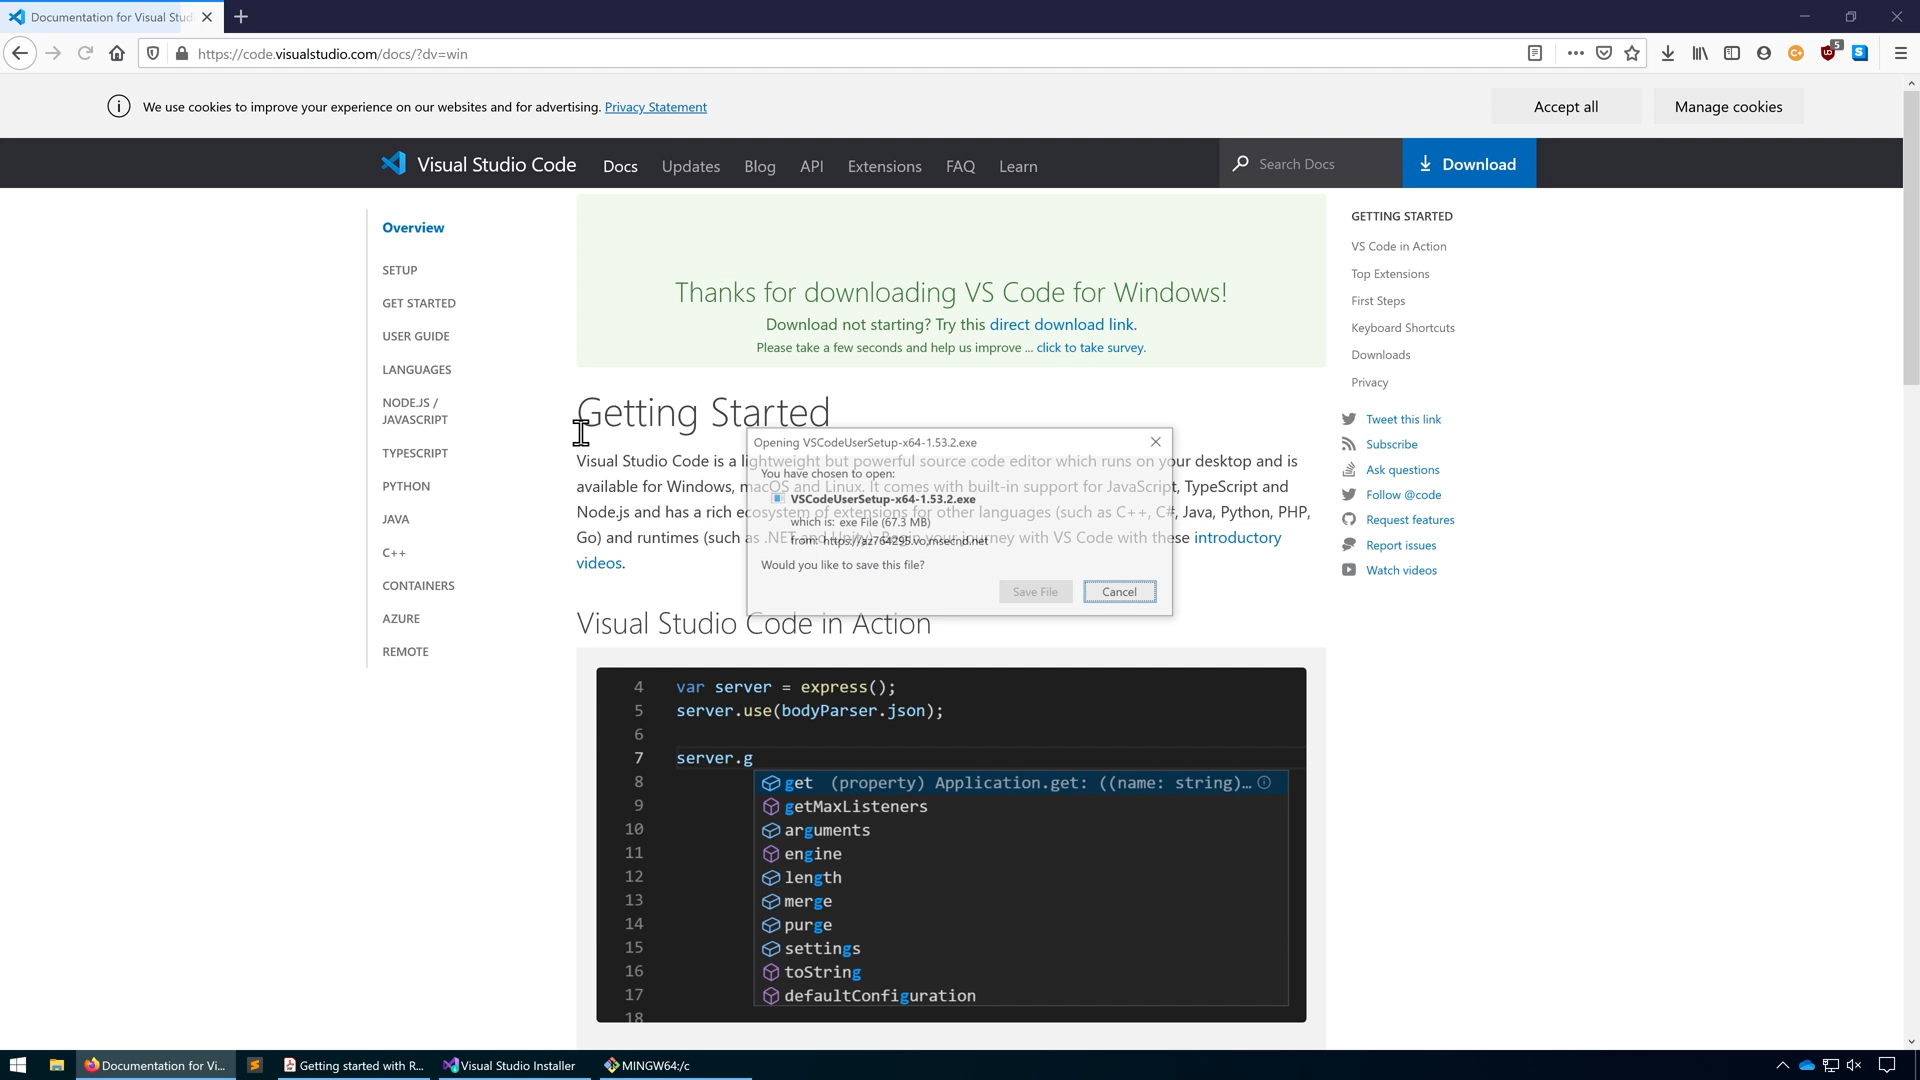 Documentation for Visual Stud
https://code.visualstudio.com/docs/?dv=win
5
We use cookies to improve your experience on our websites and for advertising. Privacy Statement
Accept all
Manage cookies
Visual Studio Code
Docs
Updates
Blog
API
Extensions
FAQ
Learn
Search Docs
Download
Overview
SETUP
GET STARTED
USER GUIDE
LANGUAGES
NODE.JS /
JAVASCRIPT
TYPESCRIPT
PYTHON
JAVA
C++
CONTAINERS
AZURE
REMOTE
Thanks for downloading VS Code for Windows!
Download not starting? Try this direct download link.
Please take a few seconds and help us improve ... click to take survey.
Getting Started
Visual Studio Code is a lightweight but powerful source code editor which runs on your desktop and is
available for Windows, macOS and Linux. It comes with built-in support for JavaScript, TypeScript and
Node.js and has a rich ecosystem of extensions for other languages (such as C++, C#, Java, Python, PHP,
Go) and runtimes (such as .NET and Unity). Begin your journey with VS Code with these introductory
videos.
Opening VSCodeUserSetup-x64-1.53.2.exe
You have chosen to open:
VSCodeUserSetup-x64-1.53.2.exe
which is: exe File (67.3 MB)
from: https://az764295.vo.msecnd.net
Would you like to save this file?
Save File
Cancel
Visual Studio Code in Action
4 var server = express();
5 server.use(bodyParser.json);
6
7 server.g
8 get (property) Application.get: ((name: string)…
9 getMaxListeners
10 arguments
11 engine
12 length
13 merge
14 purge
15 settings
16 toString
17 defaultConfiguration
18
GETTING STARTED
VS Code in Action
Top Extensions
First Steps
Keyboard Shortcuts
Downloads
Privacy
Tweet this link
Subscribe
Ask questions
Follow @code
Request features
Report issues
Watch videos
Documentation for Vi...
Getting started with R...
Visual Studio Installer
MINGW64:/c